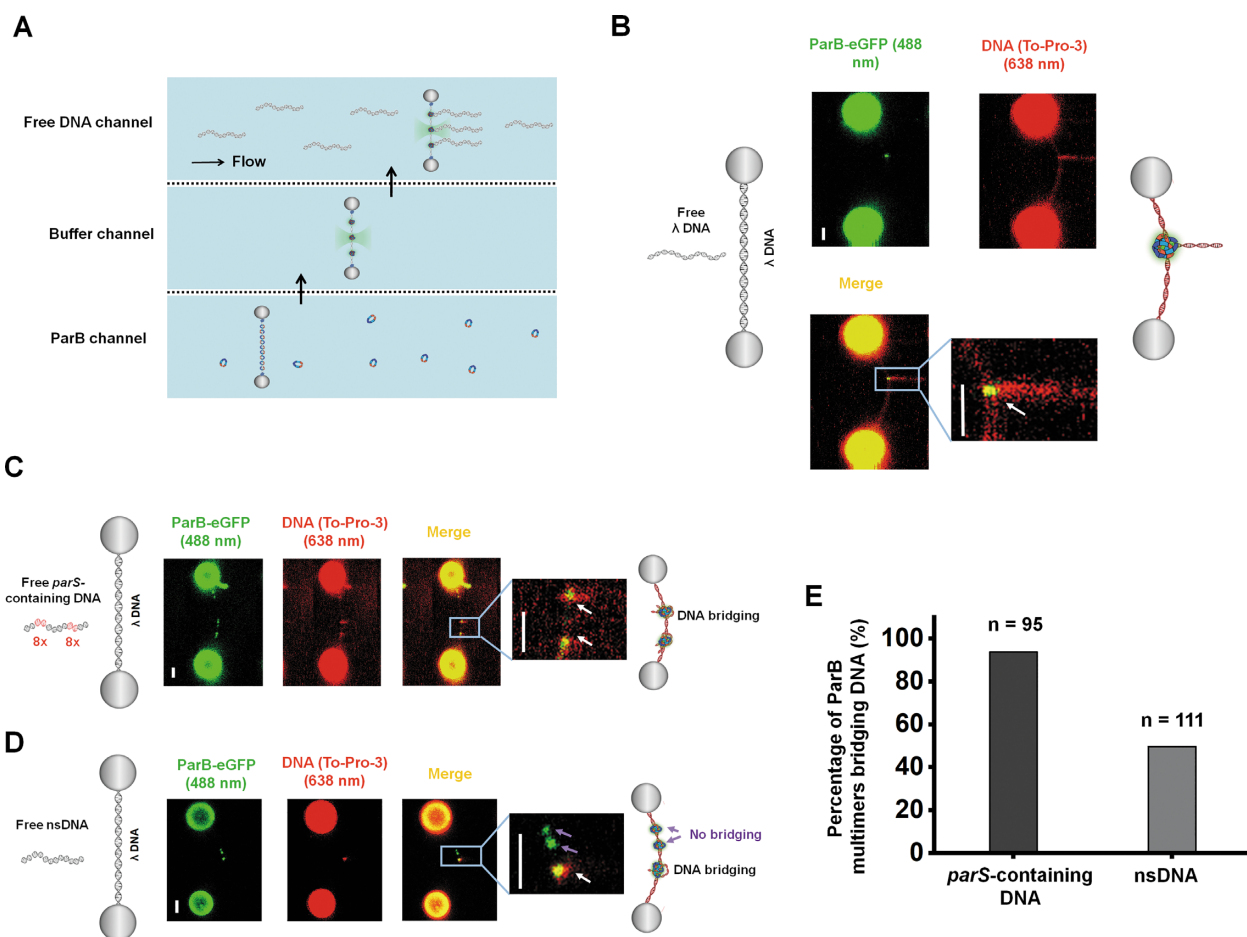 A
Free DNA channel
Flow
Buffer channel
ParB channel
B
ParB-eGFP (488
nm)
DNA (To-Pro-3)
(638 nm)
Free
λ DNA
λ DNA
Merge
C
ParB-eGFP
(488 nm)
DNA (To-Pro-3)
(638 nm)
Merge
Free parS-
containing DNA
8x 8x
λ DNA
DNA bridging
D
ParB-eGFP
(488 nm)
DNA (To-Pro-3)
(638 nm)
Merge
Free nsDNA
λ DNA
No bridging
DNA bridging
E
Percentage of ParB
multimers bridging DNA (%)
100
80
60
40
20
0
n = 95
n = 111
parS-containing
DNA
nsDNA